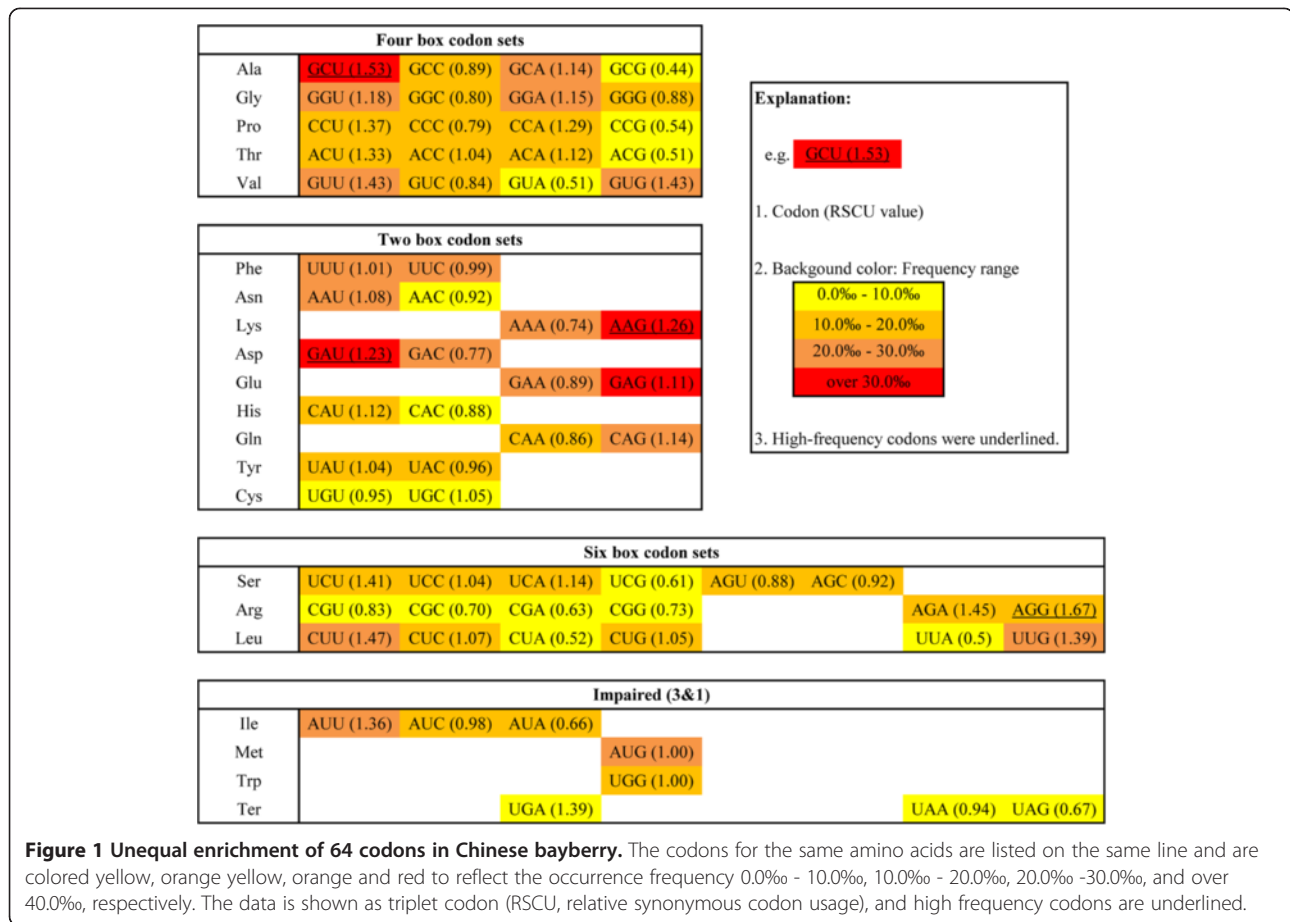 Four box codon sets
Ala GCU (1.53) GCC (0.89) GCA (1.14) GCG (0.44)
Gly GGU (1.18) GGC (0.80) GGA (1.15) GGG (0.88)
Pro CCU (1.37) CCC (0.79) CCA (1.29) CCG (0.54)
Thr ACU (1.33) ACC (1.04) ACA (1.12) ACG (0.51)
Val GUU (1.43) GUC (0.84) GUA (0.51) GUG (1.43)
Two box codon sets
Phe UUU (1.01) UUC (0.99)
Asn AAU (1.08) AAC (0.92)
Lys AAA (0.74) AAG (1.26)
Asp GAU (1.23) GAC (0.77)
Glu GAA (0.89) GAG (1.11)
His CAU (1.12) CAC (0.88)
Gln CAA (0.86) CAG (1.14)
Tyr UAU (1.04) UAC (0.96)
Cys UGU (0.95) UGC (1.05)
Explanation:
e.g. GCU (1.53)
1. Codon (RSCU value)
2. Backgound color: Frequency range
0.0‰ - 10.0‰
10.0‰ - 20.0‰
20.0‰ - 30.0‰
over 30.0‰
3. High-frequency codons were underlined.
Six box codon sets
Ser UCU (1.41) UCC (1.04) UCA (1.14) UCG (0.61) AGU (0.88) AGC (0.92)
Arg CGU (0.83) CGC (0.70) CGA (0.63) CGG (0.73) AGA (1.45) AGG (1.67)
Leu CUU (1.47) CUC (1.07) CUA (0.52) CUG (1.05) UUA (0.5) UUG (1.39)
Impaired (3&1)
Ile AUU (1.36) AUC (0.98) AUA (0.66)
Met AUG (1.00)
Trp UGG (1.00)
Ter UGA (1.39) UAA (0.94) UAG (0.67)
Figure 1 Unequal enrichment of 64 codons in Chinese bayberry. The codons for the same amino acids are listed on the same line and are
colored yellow, orange yellow, orange and red to reflect the occurrence frequency 0.0‰ - 10.0‰, 10.0‰ - 20.0‰, 20.0‰ -30.0‰, and over
40.0‰, respectively. The data is shown as triplet codon (RSCU, relative synonymous codon usage), and high frequency codons are underlined.